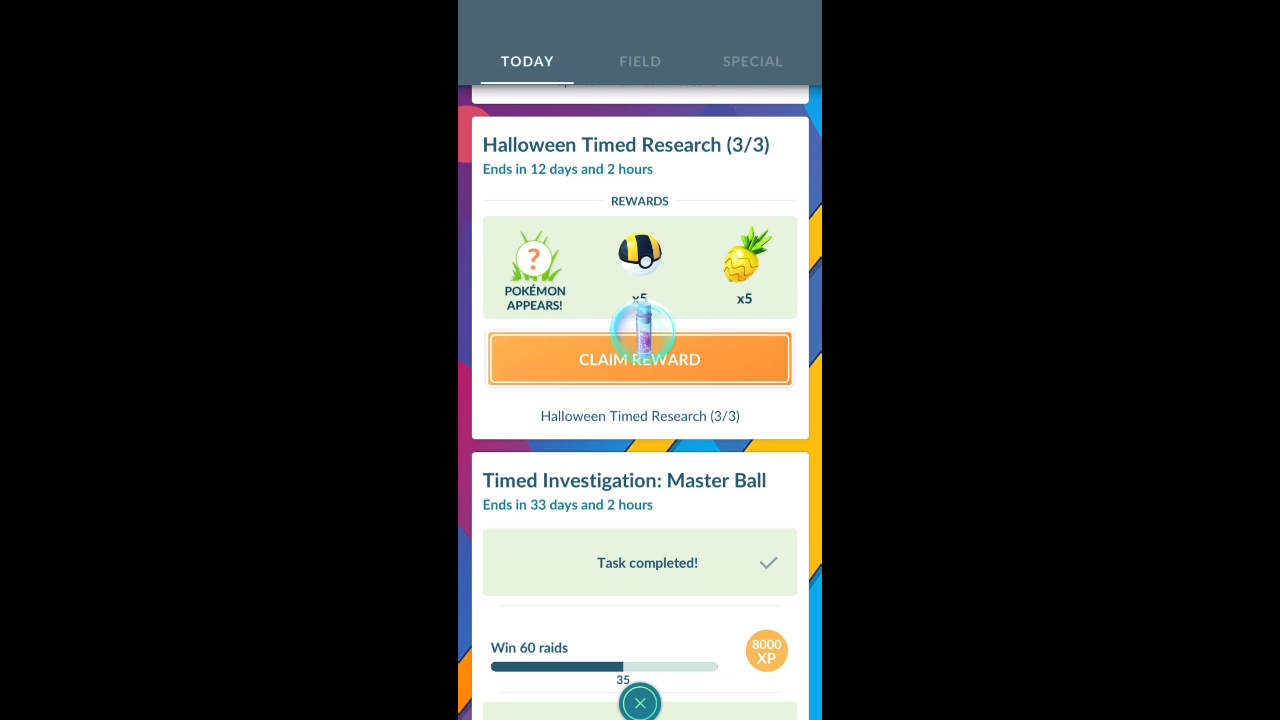 TODAY FIELD SPECIAL
Halloween Timed Research (3/3)
Ends in 12 days and 2 hours
REWARDS
?
POKÉMON
APPEARS!
x5
x5
CLAIM REWARD
Halloween Timed Research (3/3)
Timed Investigation: Master Ball
Ends in 33 days and 2 hours
Task completed!
Win 60 raids
8000
XP
35